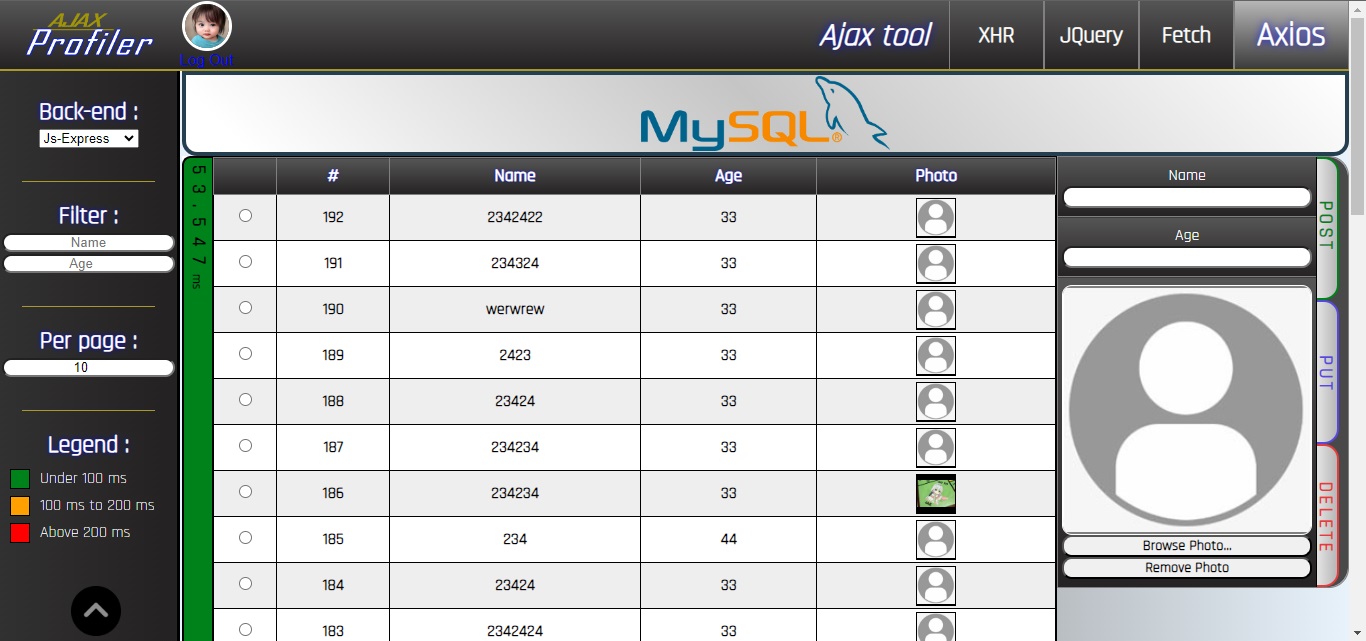 AJAX
Profiler
Log Out
Ajax tool
XHR
JQuery
Fetch
Axios
Back-end :
Js-Express
Filter :
Name
Age
Per page :
10
Legend :
Under 100 ms
100 ms to 200 ms
Above 200 ms
MySQL®
53,547 ms
# Name Age Photo
192 2342422 33
191 234324 33
190 werwrew 33
189 2423 33
188 23424 33
187 234234 33
186 234234 33
185 234 44
184 23424 33
183 2342424 33
Name
Age
Browse Photo...
Remove Photo
POST
PUT
DELETE